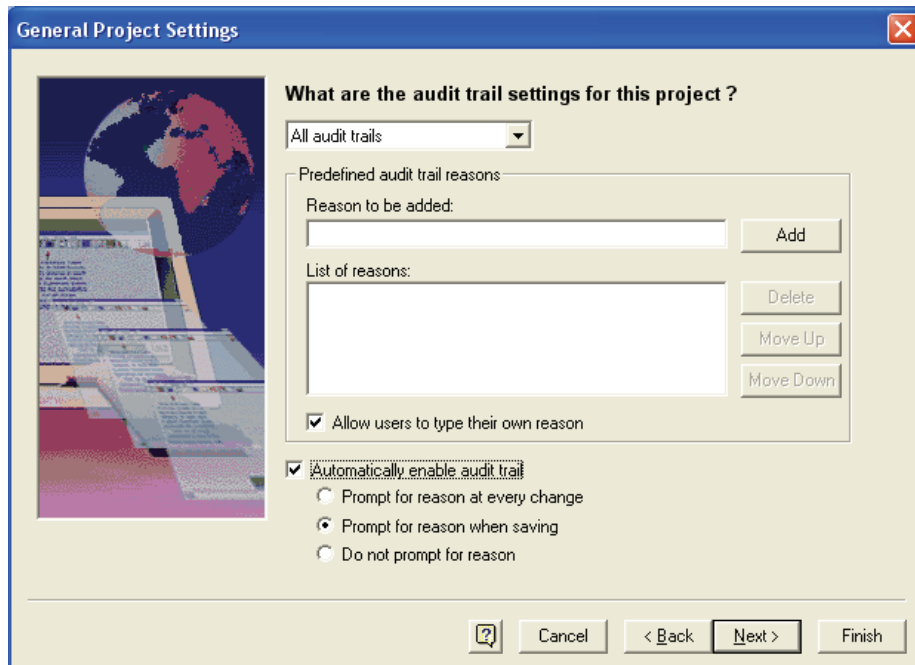 General Project Settings
What are the audit trail settings for this project ?
All audit trails
Predefined audit trail reasons
Reason to be added:
Add
List of reasons:
Delete
Move Up
Move Down
Allow users to type their own reason
Automatically enable audit trail
Prompt for reason at every change
Prompt for reason when saving
Do not prompt for reason
Cancel
< Back
Next >
Finish